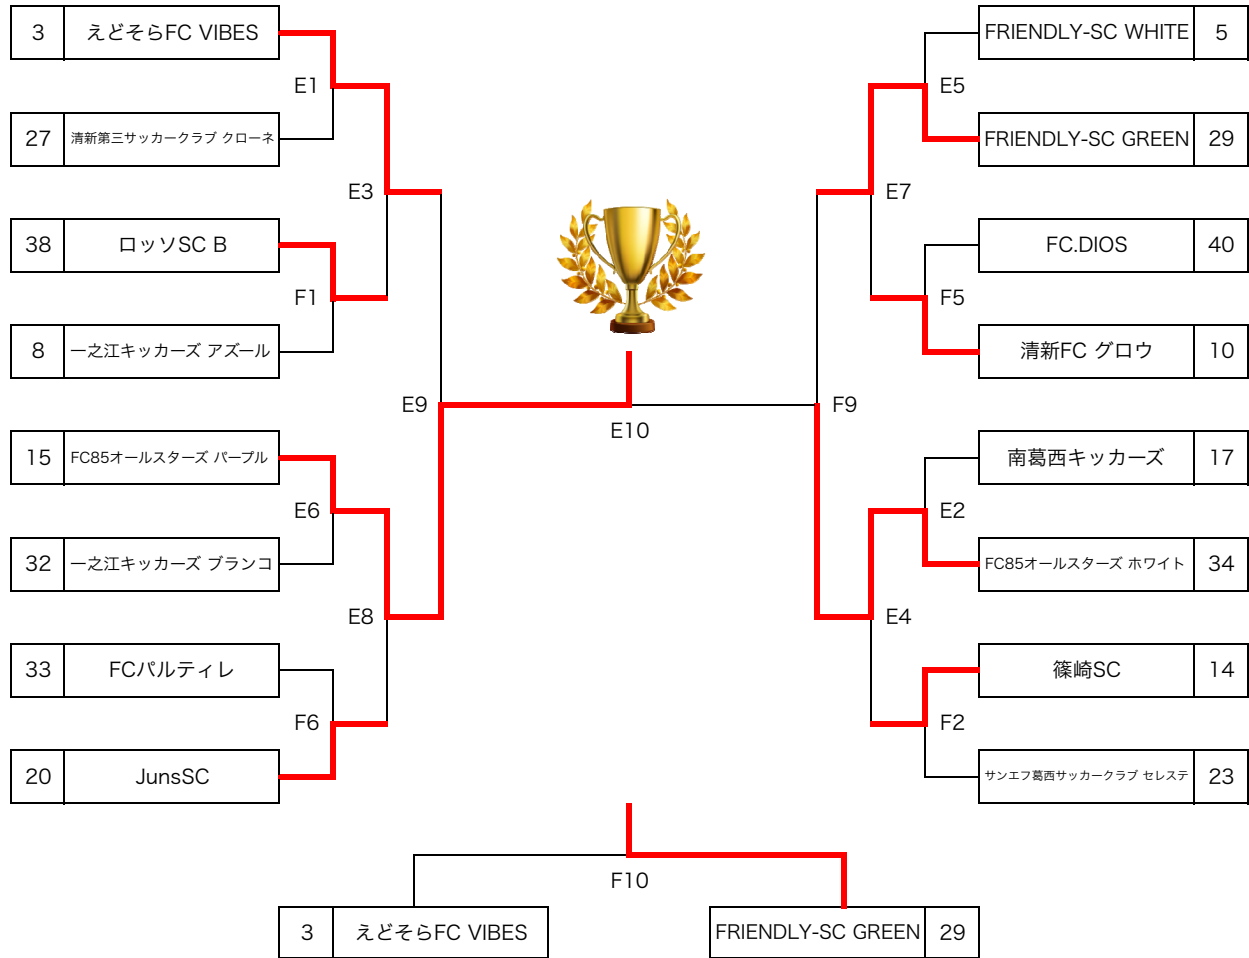 3 えどそらFC VIBES
E1
27 清新第三サッカークラブ クローネ
E3
38 ロッソSC B
F1
8 一之江キッカーズ アズール
E9
15 FC85オールスターズ パープル
E6
32 一之江キッカーズ ブランコ
E8
33 FCパルティレ
F6
20 JunsSC
E10
FRIENDLY-SC WHITE 5
E5
FRIENDLY-SC GREEN 29
E7
FC.DIOS 40
F5
清新FC グロウ 10
F9
南葛西キッカーズ 17
E2
FC85オールスターズ ホワイト 34
E4
篠崎SC 14
F2
サンエフ葛西サッカークラブ セレステ 23
F10
3 えどそらFC VIBES
FRIENDLY-SC GREEN 29